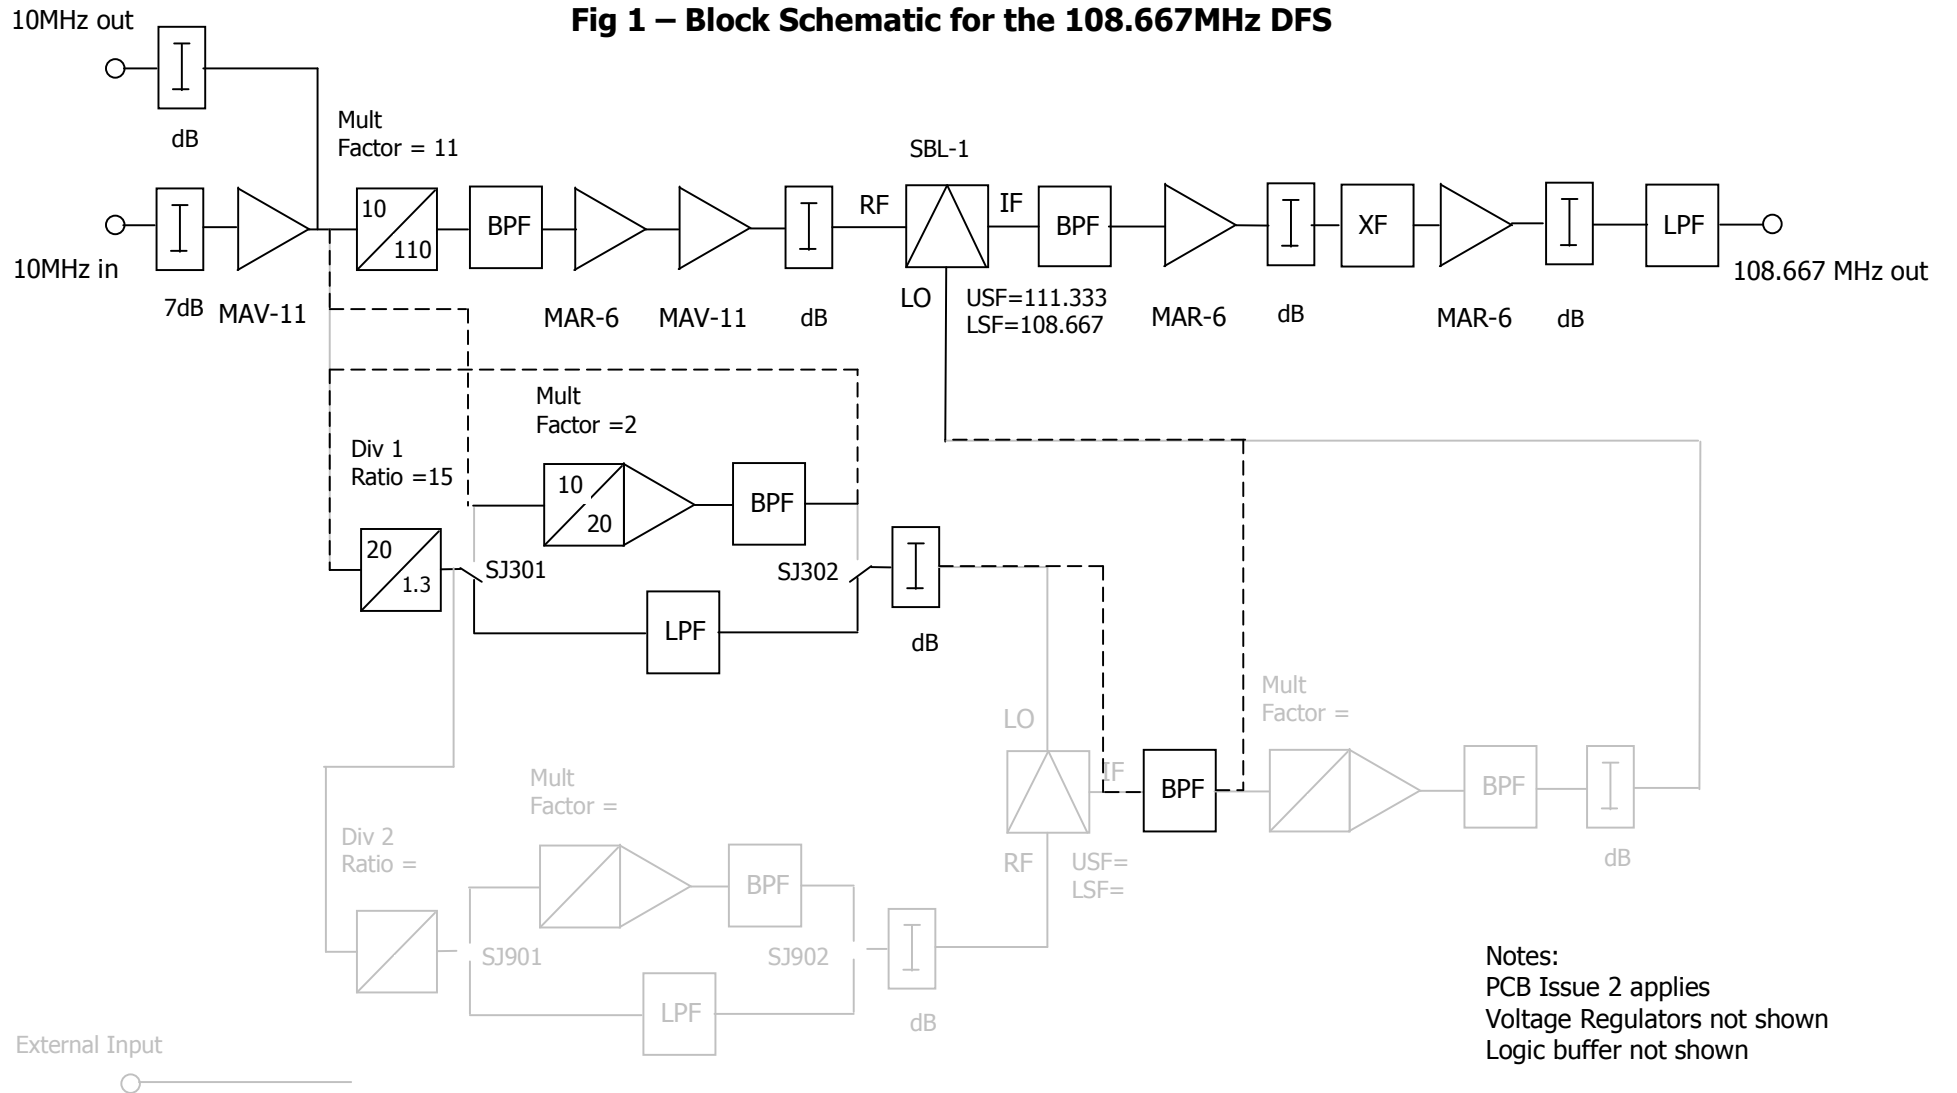 Fig 1 – Block Schematic for the 108.667MHz DFS
10MHz out
dB
Mult
Factor = 11
SBL-1
10
110
BPF
RF
IF
BPF
XF
LPF
10MHz in
7dB
MAV-11
MAR-6
MAV-11
dB
LO
USF=111.333
LSF=108.667
MAR-6
dB
MAR-6
dB
108.667 MHz out
Mult
Factor =2
Div 1
Ratio =15
10
20
BPF
20
1.3
SJ301
SJ302
LPF
dB
LO
Mult
Factor =
IF
BPF
BPF
Mult
Factor =
Div 2
Ratio =
RF
USF=
LSF=
dB
BPF
SJ901
SJ902
LPF
dB
Notes:
PCB Issue 2 applies
Voltage Regulators not shown
Logic buffer not shown
External Input